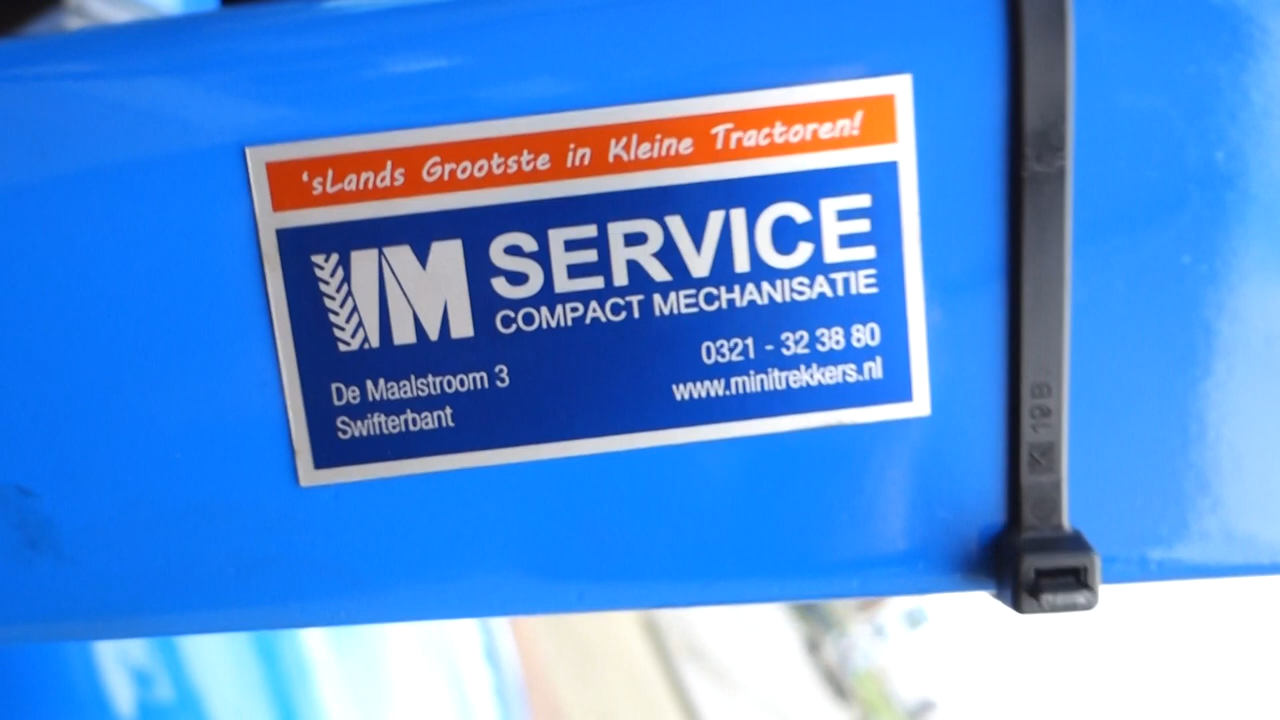 ‘sLands Grootste in Kleine Tractoren!
VM SERVICE
COMPACT MECHANISATIE
0321 - 32 38 80
www.minitrekkers.nl
De Maalstroom 3
Swifterbant